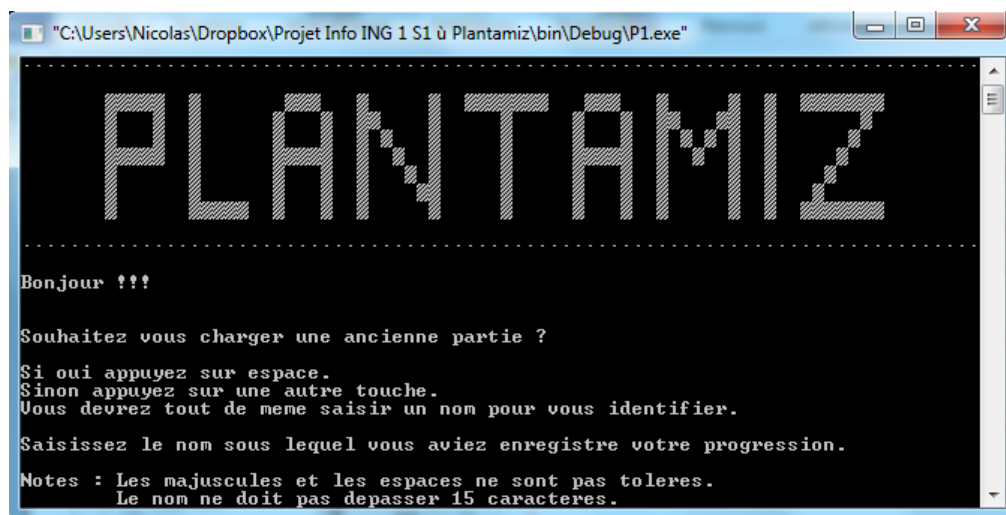 "C:\Users\Nicolas\Dropbox\Projet Info ING 1 S1 ù Plantamiz\bin\Debug\P1.exe"
PLANTAMIZ
Bonjour !!!
Souhaitez vous charger une ancienne partie ?
Si oui appuyez sur espace.
Sinon appuyez sur une autre touche.
Vous devrez tout de meme saisir un nom pour vous identifier.
Saisissez le nom sous lequel vous aviez enregistre votre progression.
Notes : Les majuscules et les espaces ne sont pas toleres.
Le nom ne doit pas depasser 15 caracteres.